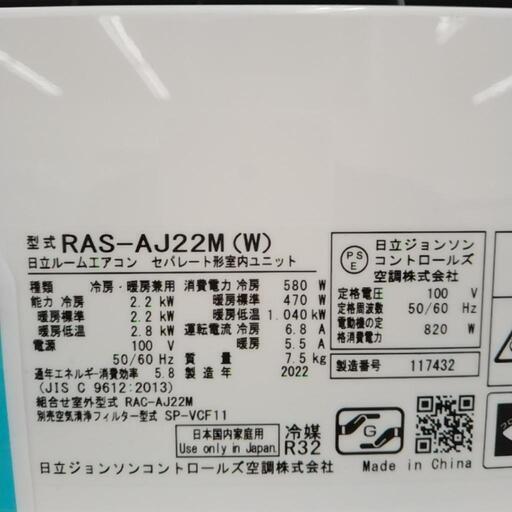 型式 RAS-AJ22M(W)
日立ルームエアコン セパレート形室内ユニット
種類 冷房・暖房兼用
能力 冷房 2.2 kW
暖房標準 2.2 kW
暖房低温 2.8 kW
電源 100 V
50/60 Hz
通年エネルギー消費効率 5.8
(JIS C 9612:2013)
消費電力 冷房 580 W
暖房標準 470 W
暖房低温 1.040 kW
運転電流 冷房 6.8 A
暖房 5.5 A
質量 7.5 kg
製造年 2022
組合せ室外型式 RAC-AJ22M
別売空気清浄フィルター型式 SP-VCF11
日本国内家庭用
Use only in Japan
冷媒
R32
日立ジョンソンコントロールズ空調株式会社
PS
E
日立ジョンソン
コントロールズ
空調株式会社
定格電圧 100 V
定格周波数 50/60 Hz
電動機の定
格消費電力 820 W
製造番号 117432
G
Made in China